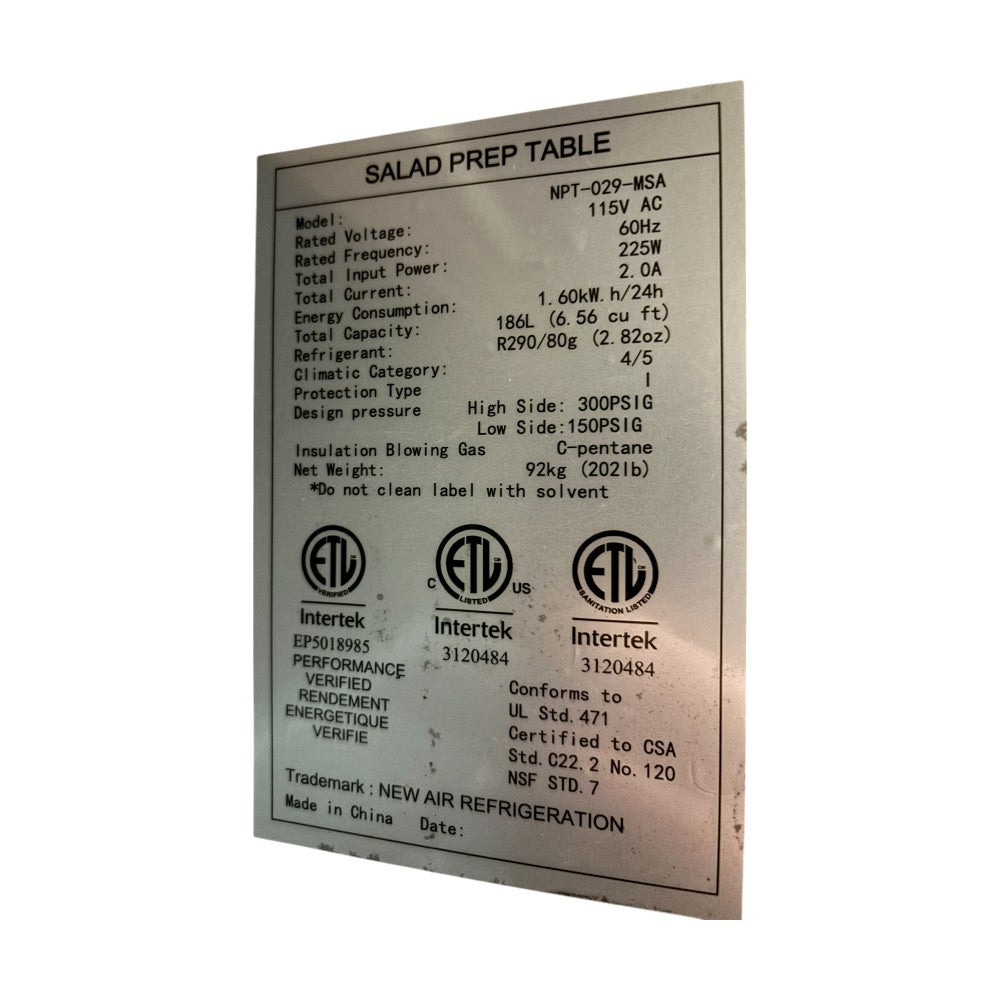 SALAD PREP TABLE
Model: NPT-029-MSA
Rated Voltage: 115V AC
Rated Frequency: 60Hz
Total Input Power: 225W
Total Current: 2.0A
Energy Consumption: 1.60kW.h/24h
Total Capacity: 186L (6.56 cu ft)
Refrigerant: R290/80g (2.82oz)
Climatic Category: 4/5
Protection Type I
Design pressure High Side: 300PSIG
Low Side:150PSIG
Insulation Blowing Gas C-pentane
Net Weight: 92kg (202lb)
*Do not clean label with solvent
ETL CM VERIFIED
Intertek
EP5018985
PERFORMANCE
VERIFIED
RENDEMENT
ENERGETIQUE
VERIFIE
C ETL CM LISTED US
Intertek
3120484
ETL CM SANITATION LISTED
Intertek
3120484
Conforms to
UL Std.471
Certified to CSA
Std.C22.2 No.120
NSF STD.7
Trademark : NEW AIR REFRIGERATION
Made in China Date: